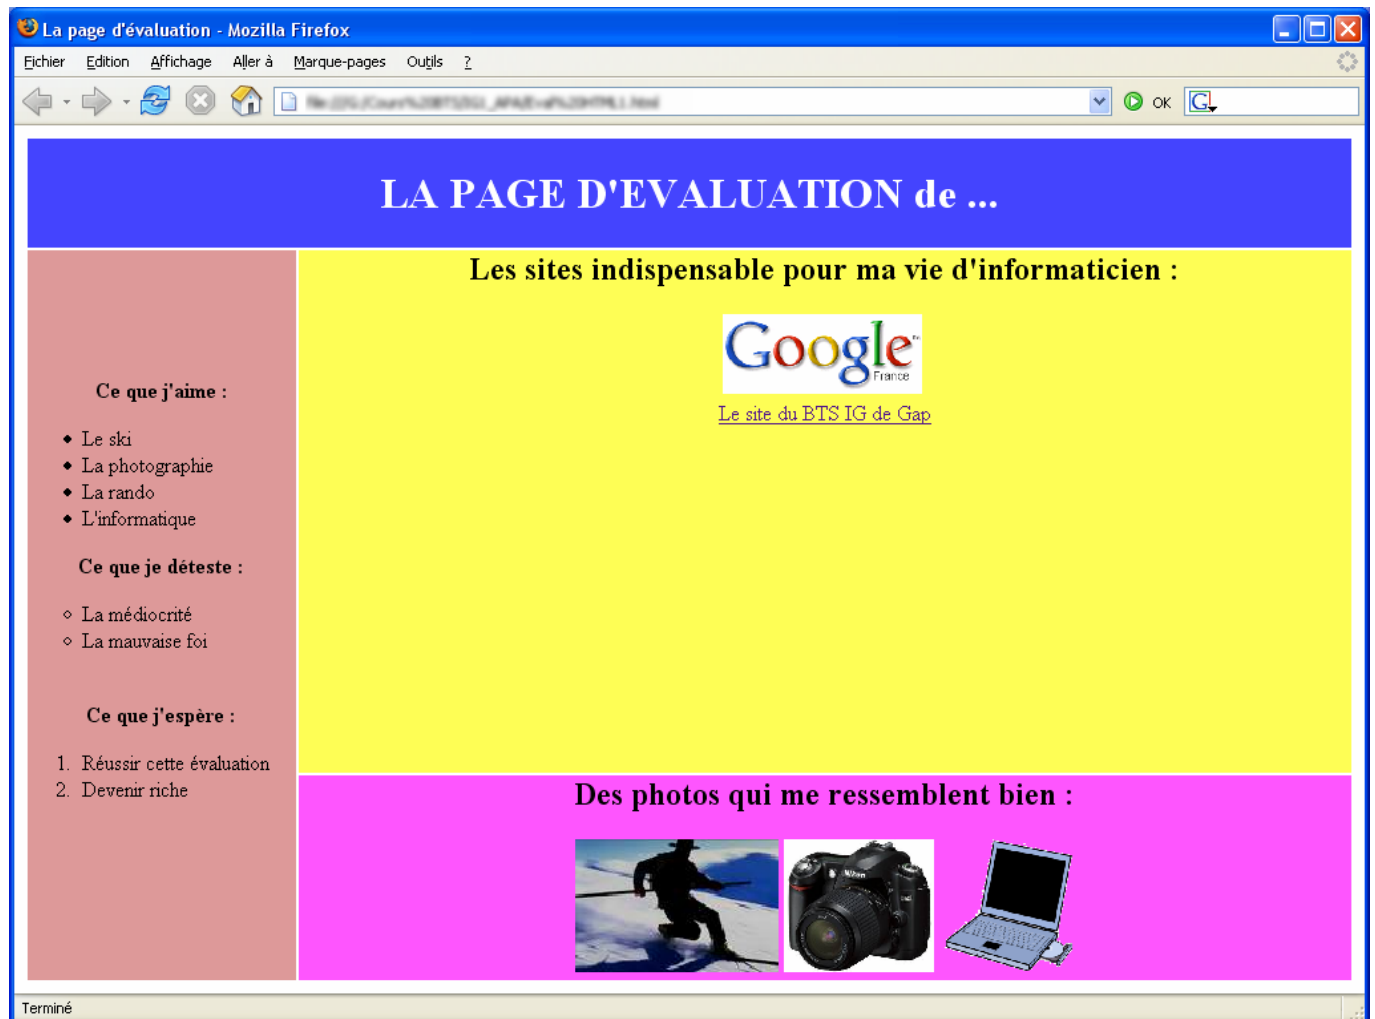 La page d'évaluation - Mozilla Firefox
Fichier Edition Affichage Aller à Marque-pages Outils ?
OK G
LA PAGE D'EVALUATION de ...
Les sites indispensable pour ma vie d'informaticien :
Google
France
Le site du BTS IG de Gap
Ce que j'aime :
Le ski
La photographie
La rando
L'informatique
Ce que je déteste :
La médiocrité
La mauvaise foi
Ce que j'espère :
1. Réussir cette évaluation
2. Devenir riche
Des photos qui me ressemblent bien :
Nikon
Terminé